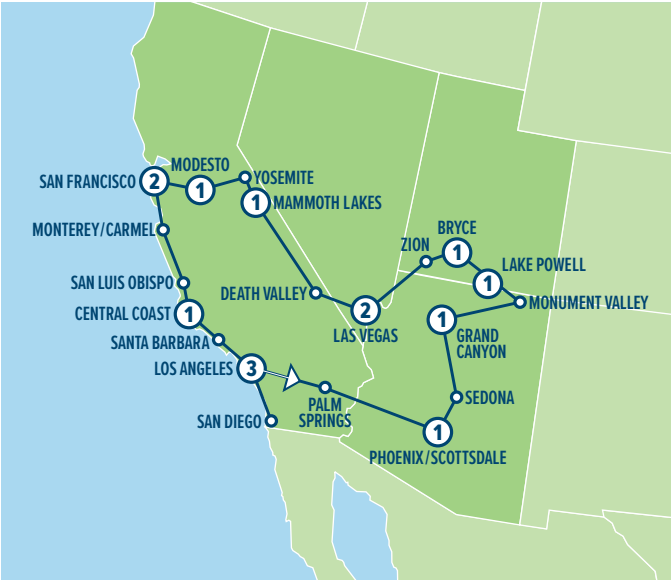 MODESTO
SAN FRANCISCO
2
1
YOSEMITE
1
MAMMOTH LAKES
MONTEREY/CARMEL
BRYCE
ZION
1
LAKE POWELL
SAN LUIS OBISPO
1
DEATH VALLEY
MONUMENT VALLEY
CENTRAL COAST
1
2
LAS VEGAS
1
GRAND
CANYON
SANTA BARBARA
LOS ANGELES
3
PALM
SPRINGS
SEDONA
SAN DIEGO
1
PHOENIX/SCOTTSDALE